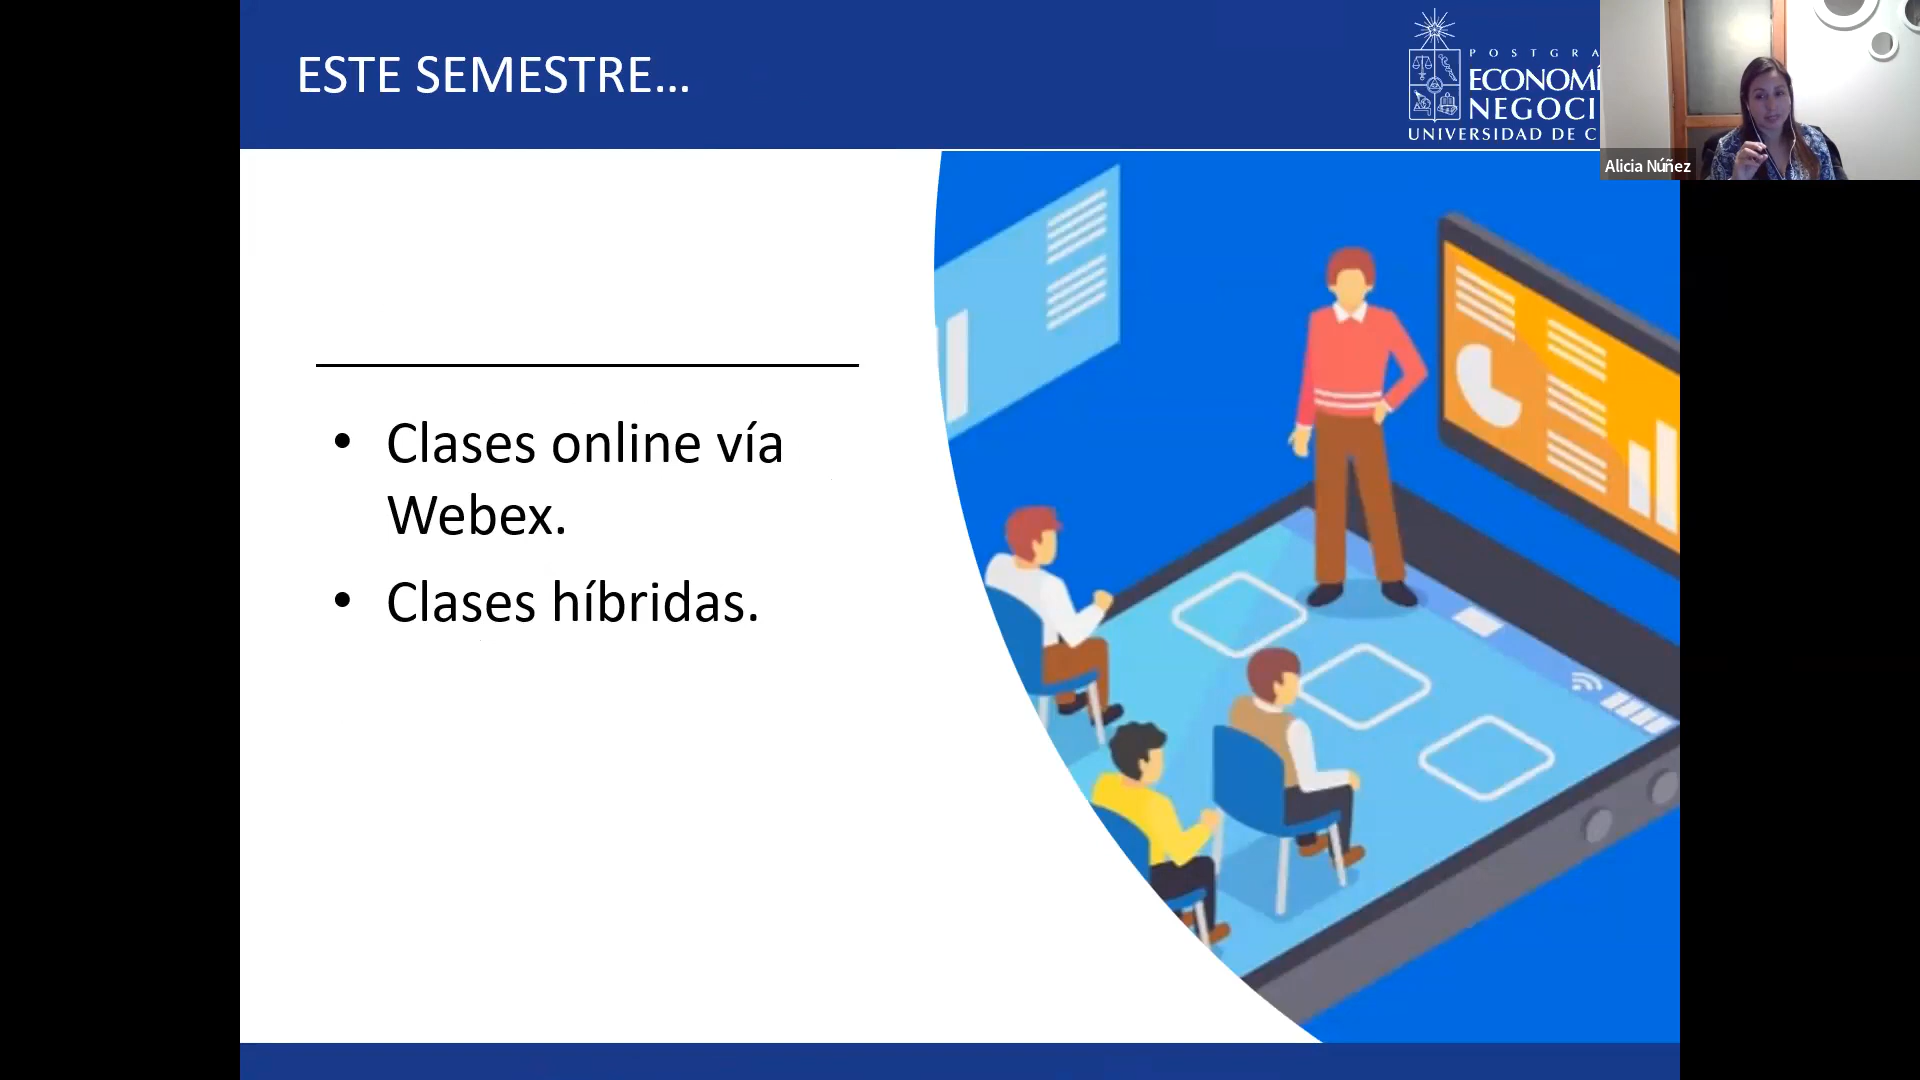 ESTE SEMESTRE...
POSTGRA
ECONOMÍ
NEGOCI
UNIVERSIDAD DE C
Alicia Núñez
• Clases online vía
Webex.
• Clases híbridas.